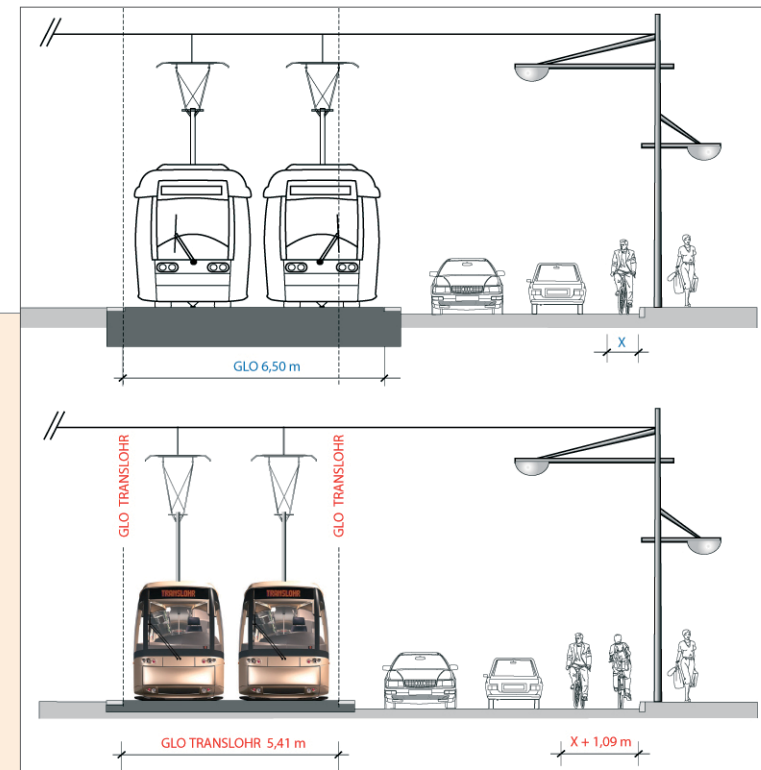 GLO 6,50 m
X
GLO TRANSLOHR
GLO TRANSLOHR
TRANSLOHR
TRANSLOHR
GLO TRANSLOHR 5,41 m
X + 1,09 m